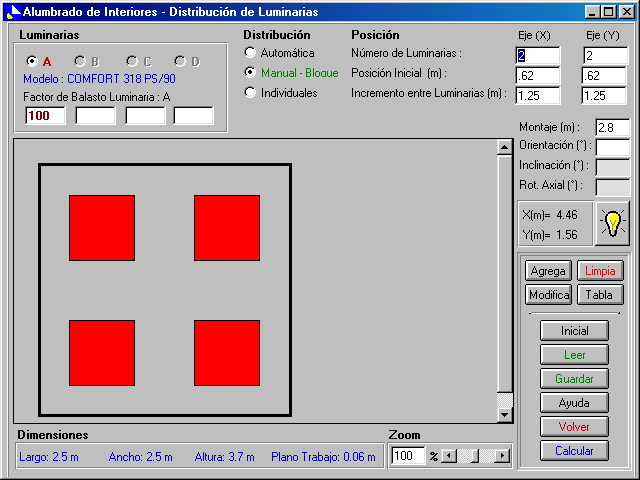 Alumbrado de Interiores - Distribución de Luminarias
Luminarias
A B C D
Modelo : COMFORT 318 PS/90
Factor de Balasto Luminaria : A
100
Distribución
Automática
Manual - Bloque
Individuales
Posición Eje (X) Eje (Y)
Número de Luminarias : 2 2
Posición Inicial (m) : .62 .62
Incremento entre Luminarias (m) : 1.25 1.25
Montaje (m) : 2.8
Orientación (°) :
Inclinación (°) :
Rot. Axial (°) :
X(m)= 4.46
Y(m)= 1.56
Agrega Limpia
Modifica Tabla
Inicial
Leer
Guardar
Ayuda
Volver
Calcular
Dimensiones
Largo: 2.5 m Ancho: 2.5 m Altura: 3.7 m Plano Trabajo: 0.06 m
Zoom
100 %